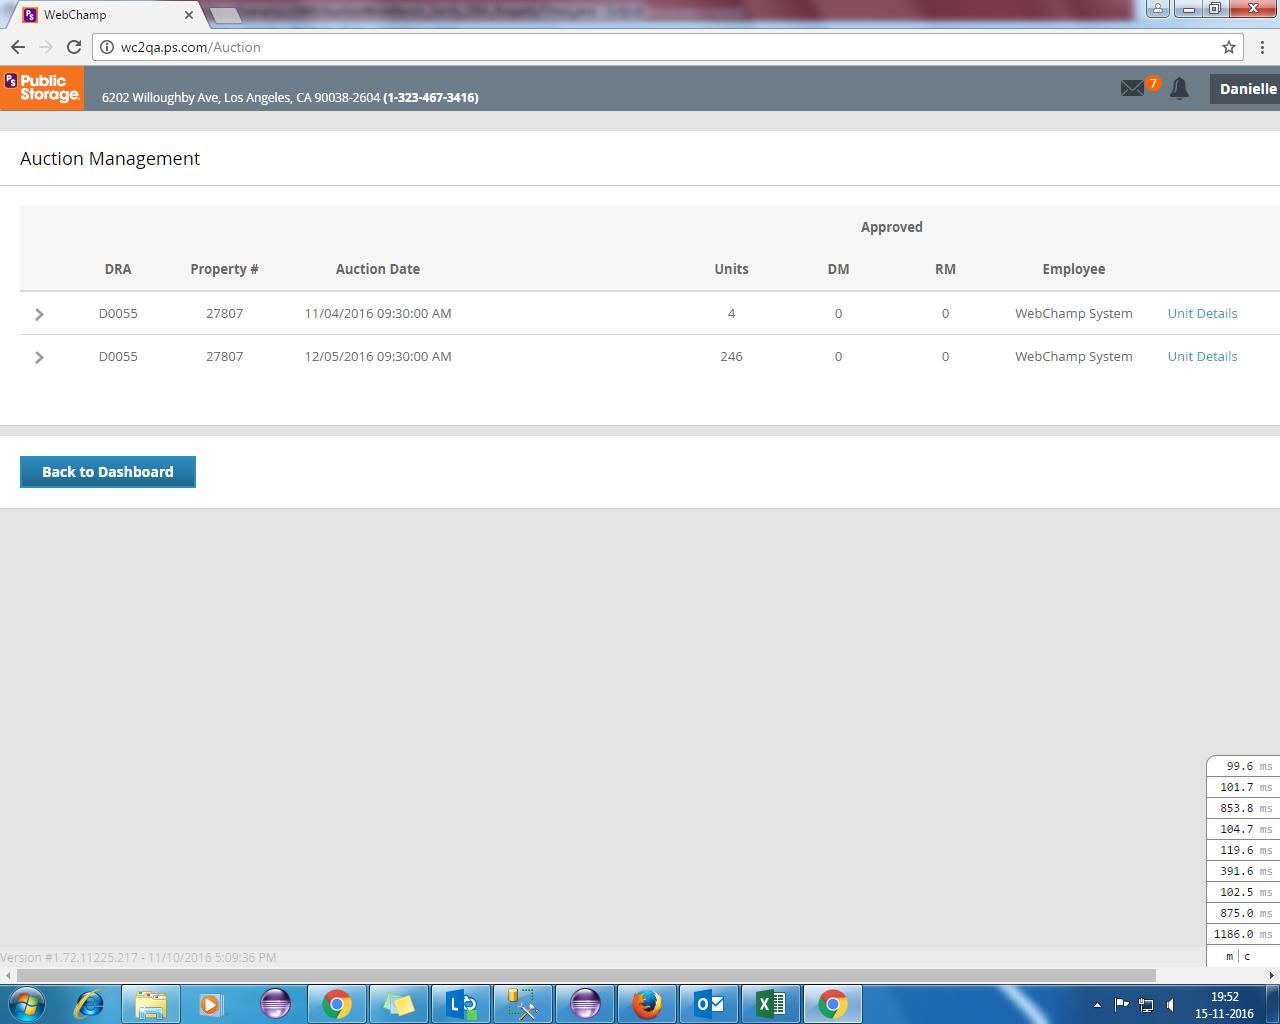 WebChamp
wc2qa.ps.com/Auction
PS Public Storage.
6202 Willoughby Ave, Los Angeles, CA 90038-2604 (1-323-467-3416)
7
Danielle
Auction Management
Approved
DRA Property # Auction Date Units DM RM Employee
D0055 27807 11/04/2016 09:30:00 AM 4 0 0 WebChamp System Unit Details
D0055 27807 12/05/2016 09:30:00 AM 246 0 0 WebChamp System Unit Details
Back to Dashboard
99.6 ms
101.7 ms
853.8 ms
104.7 ms
119.6 ms
391.6 ms
102.5 ms
875.0 ms
1186.0 ms
m | c
Version #1.72.11225.217 - 11/10/2016 5:09:36 PM
19:52
15-11-2016